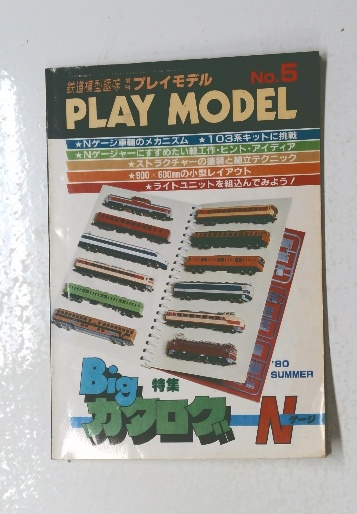 鉄道模型趣味増刊 プレイモデル No.5
PLAY MODEL
★Nゲージ車輛のメカニズム ★103系キットに挑戦
★Nゲージャーにすすめたい軽工作・ヒント・アイディア
★ストラクチャーの塗装と組立テクニック
★900×600mmの小型レイアウト
★ライトユニットを組込んでみよう!
'80
SUMMER
Big 特集
カタログ
Nゲージ